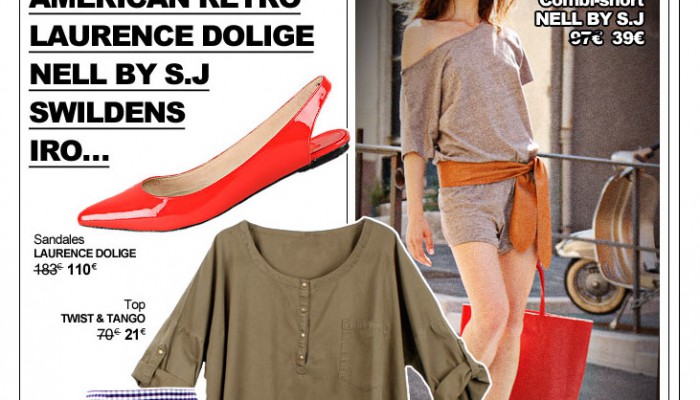 AMERICAN RETRO
LAURENCE DOLIGE
NELL BY S.J
SWILDENS
IRO...
Combi-short
NELL BY S.J
97€ 39€
Sandales
LAURENCE DOLIGE
183€ 110€
Top
TWIST & TANGO
70€ 21€